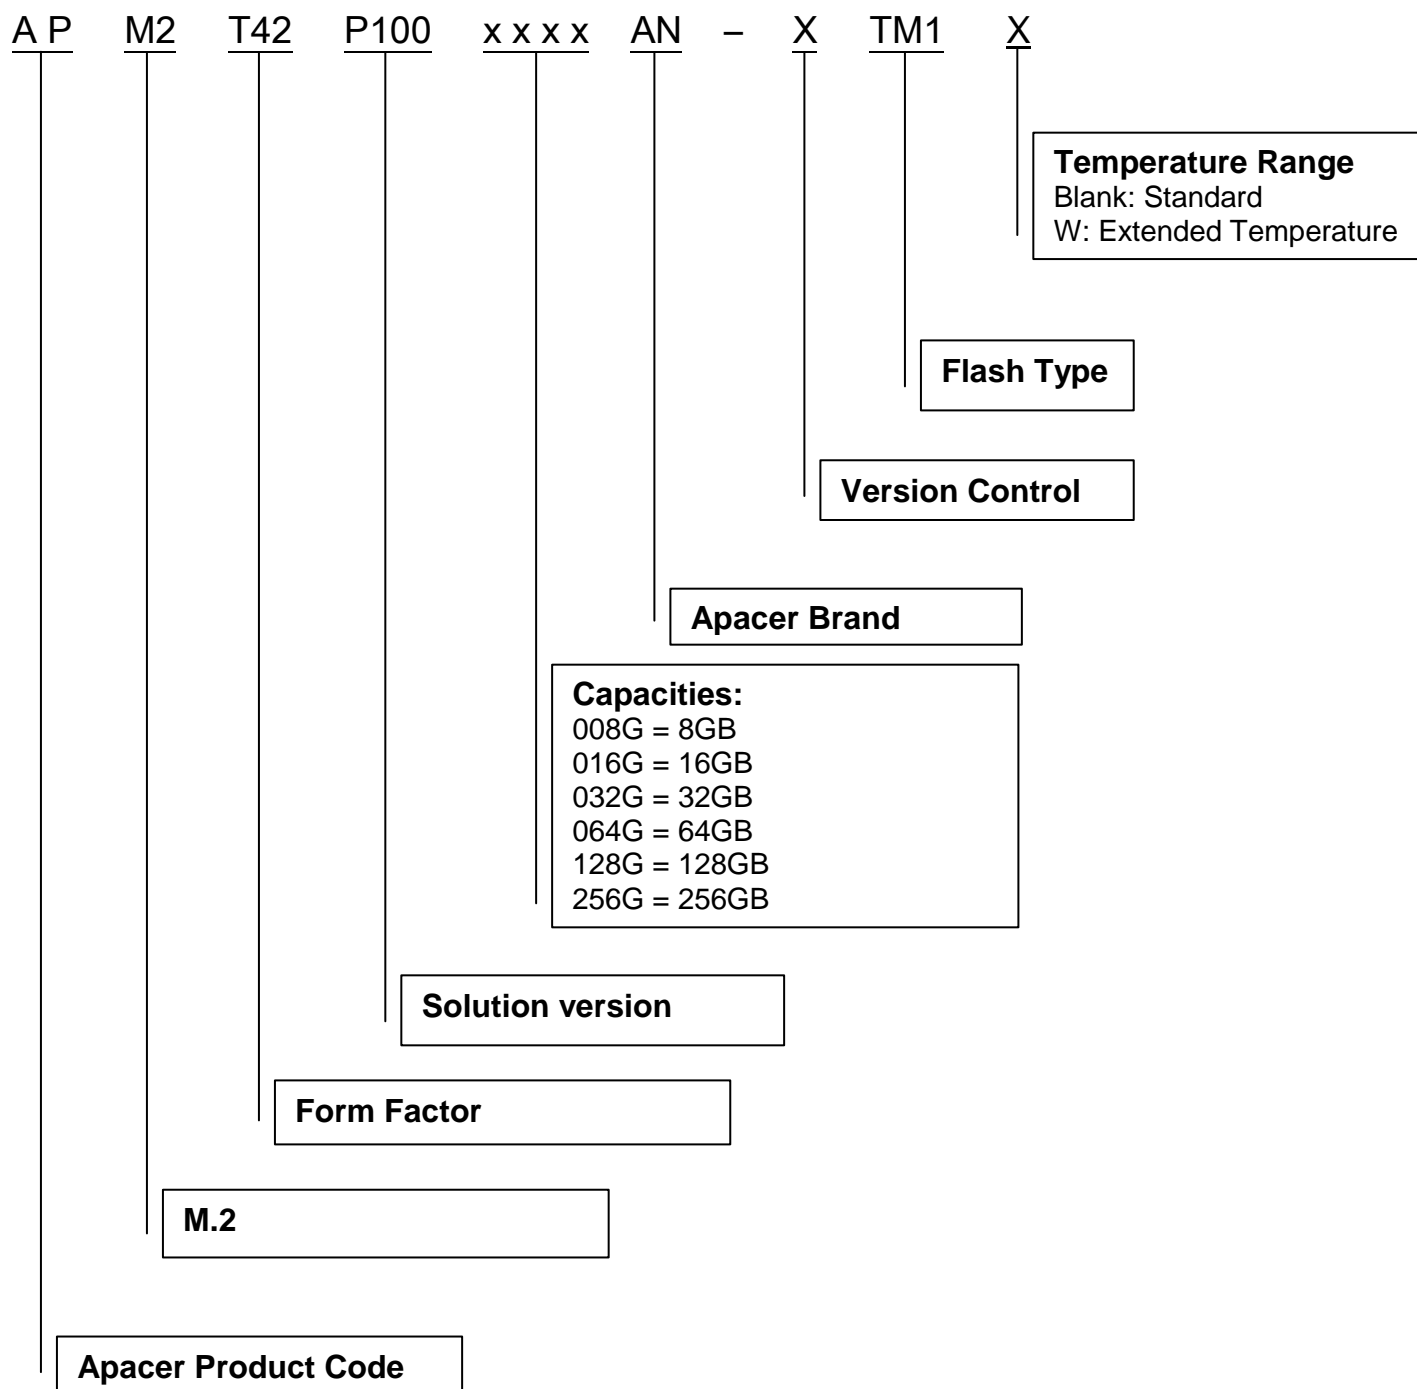 A P M2 T42 P100 x x x x AN – X TM1 X
Temperature Range
Blank: Standard
W: Extended Temperature
Flash Type
Version Control
Apacer Brand
Capacities:
008G = 8GB
016G = 16GB
032G = 32GB
064G = 64GB
128G = 128GB
256G = 256GB
Solution version
Form Factor
M.2
Apacer Product Code